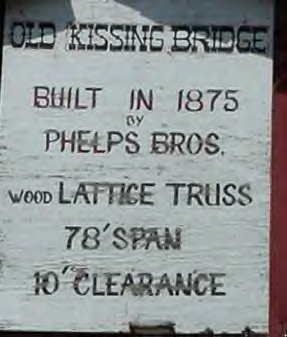 OLD KISSING BRIDGE
BUILT IN 1875
BY
PHELPS BROS.
WOOD LATTICE TRUSS
78' SPAN
10' CLEARANCE